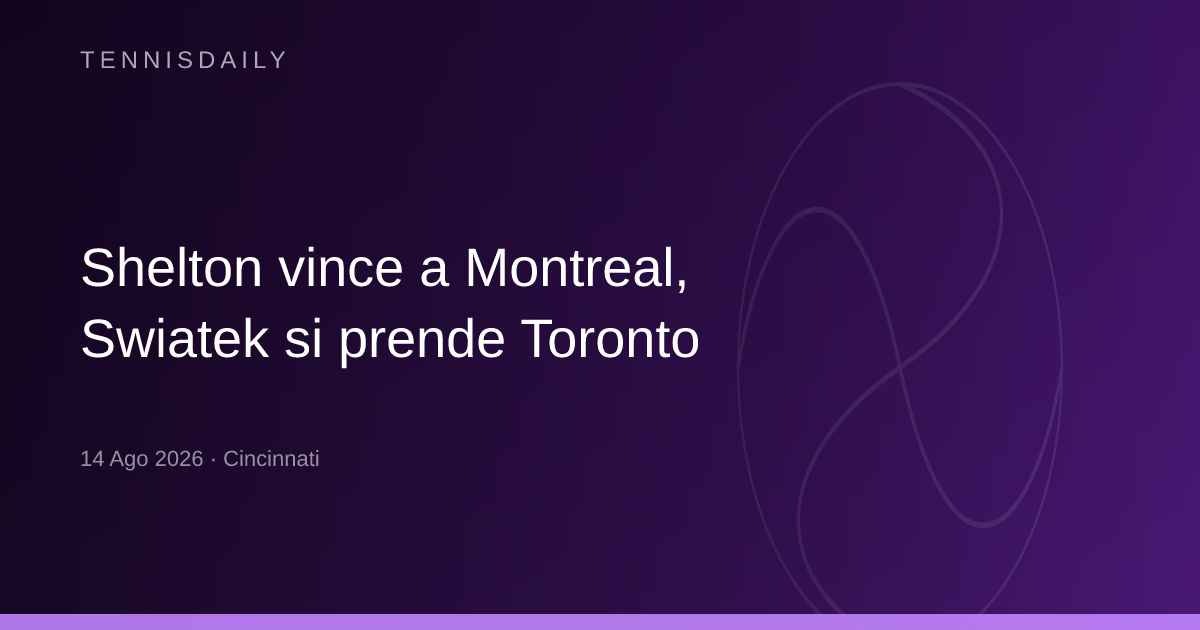 TENNISDAILY
Shelton vince a Montreal,
Swiatek si prende Toronto
14 Ago 2026 · Cincinnati